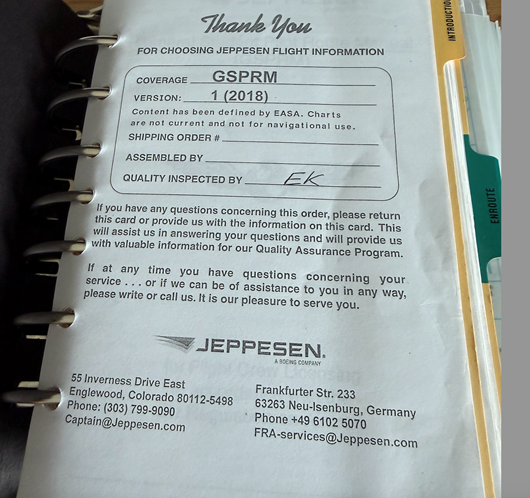 Thank You
FOR CHOOSING JEPPESEN FLIGHT INFORMATION
COVERAGE GSPRM
VERSION: 1 (2018)
Content has been defined by EASA. Charts
are not current and not for navigational use.
SHIPPING ORDER #
ASSEMBLED BY
QUALITY INSPECTED BY EK
If you have any questions concerning this order, please return
this card or provide us with the information on this card. This
will assist us in answering your questions and will provide us
with valuable information for our Quality Assurance Program.
If at any time you have questions concerning your
service . . . or if we can be of assistance to you in any way,
please write or call us. It is our pleasure to serve you.
JEPPESEN.
A BOEING COMPANY
55 Inverness Drive East
Englewood, Colorado 80112-5498
Phone: (303) 799-9090
Captain@Jeppesen.com
Frankfurter Str. 233
63263 Neu-Isenburg, Germany
Phone +49 6102 5070
FRA-services@Jeppesen.com
ENROUTE